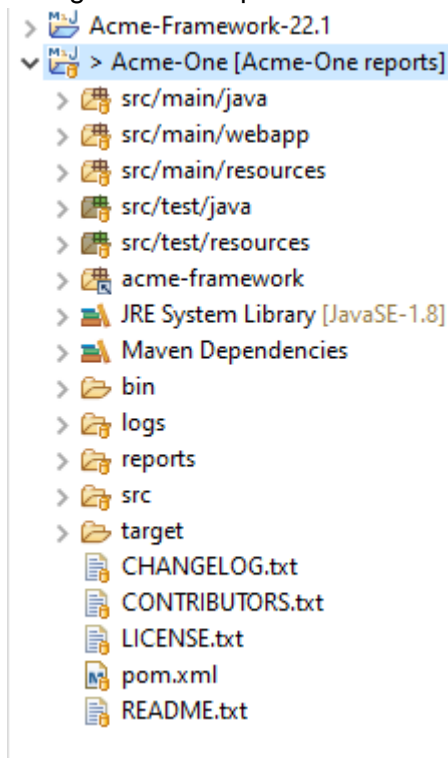 Acme-Framework-22.1
> Acme-One [Acme-One reports]
src/main/java
src/main/webapp
src/main/resources
src/test/java
src/test/resources
acme-framework
JRE System Library [JavaSE-1.8]
Maven Dependencies
bin
logs
reports
src
target
CHANGELOG.txt
CONTRIBUTORS.txt
LICENSE.txt
pom.xml
README.txt